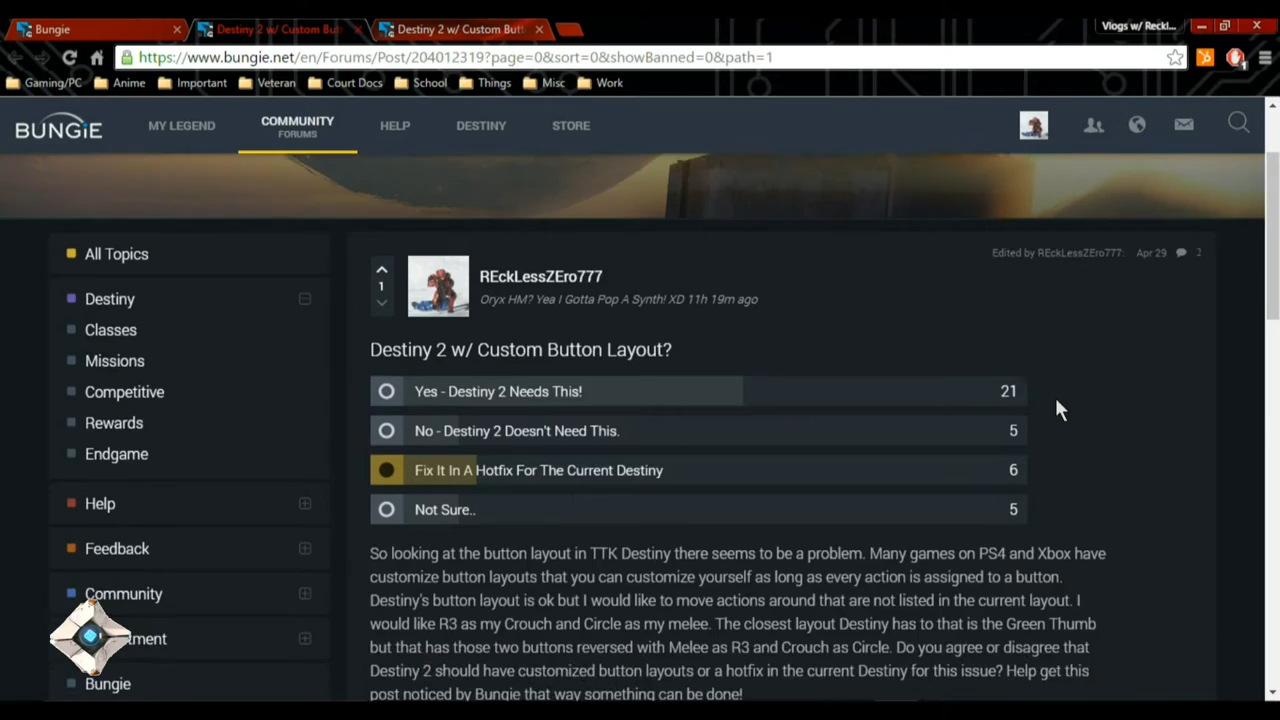 Bungie
Destiny 2 w/ Custom But
Destiny 2 w/ Custom Butt
Vlogs w/ Reckl...
https://www.bungie.net/en/Forums/Post/204012319?page=0&sort=0&showBanned=0&path=1
1
Gaming/PC Anime Important Veteran Court Docs School Things Misc Work
BUNGiE
MY LEGEND
COMMUNITY
FORUMS
HELP
DESTINY
STORE
All Topics
Destiny
Classes
Missions
Competitive
Rewards
Endgame
Help
Feedback
Community
tment
Bungie
Edited by REckLessZEro777: Apr 29 2
1
REckLessZEro777
Oryx HM? Yea I Gotta Pop A Synth! XD 11h 19m ago
Destiny 2 w/ Custom Button Layout?
Yes - Destiny 2 Needs This! 21
No - Destiny 2 Doesn't Need This. 5
Fix It In A Hotfix For The Current Destiny 6
Not Sure.. 5
So looking at the button layout in TTK Destiny there seems to be a problem. Many games on PS4 and Xbox have
customize button layouts that you can customize yourself as long as every action is assigned to a button.
Destiny's button layout is ok but I would like to move actions around that are not listed in the current layout. I
would like R3 as my Crouch and Circle as my melee. The closest layout Destiny has to that is the Green Thumb
but that has those two buttons reversed with Melee as R3 and Crouch as Circle. Do you agree or disagree that
Destiny 2 should have customized button layouts or a hotfix in the current Destiny for this issue? Help get this
post noticed by Bungie that way something can be done!